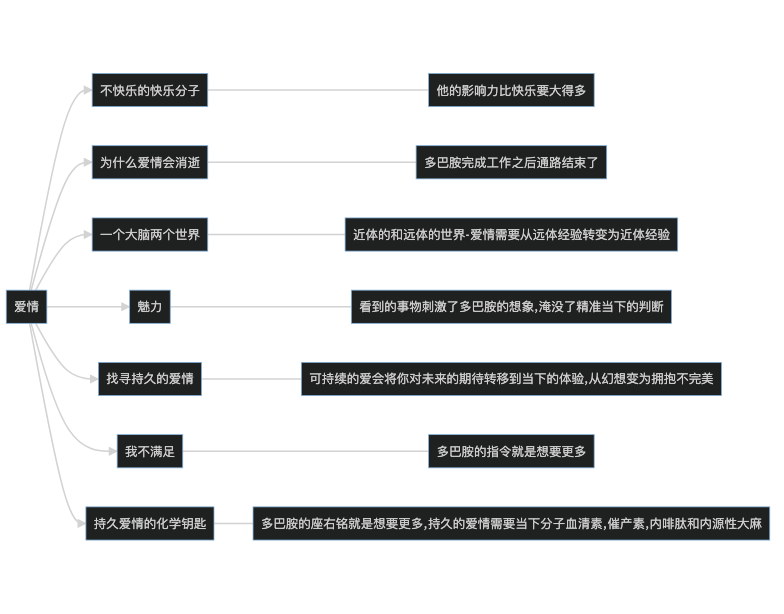 不快乐的快乐分子
他的影响力比快乐要大得多
为什么爱情会消逝
多巴胺完成工作之后通路结束了
一个大脑两个世界
近体的和远体的世界-爱情需要从远体经验转变为近体经验
爱情
魅力
看到的事物刺激了多巴胺的想象,淹没了精准当下的判断
找寻持久的爱情
可持续的爱会将你对未来的期待转移到当下的体验,从幻想变为拥抱不完美
我不满足
多巴胺的指令就是想要更多
持久爱情的化学钥匙
多巴胺的座右铭就是想要更多,持久的爱情需要当下分子血清素,催产素,内啡肽和内源性大麻